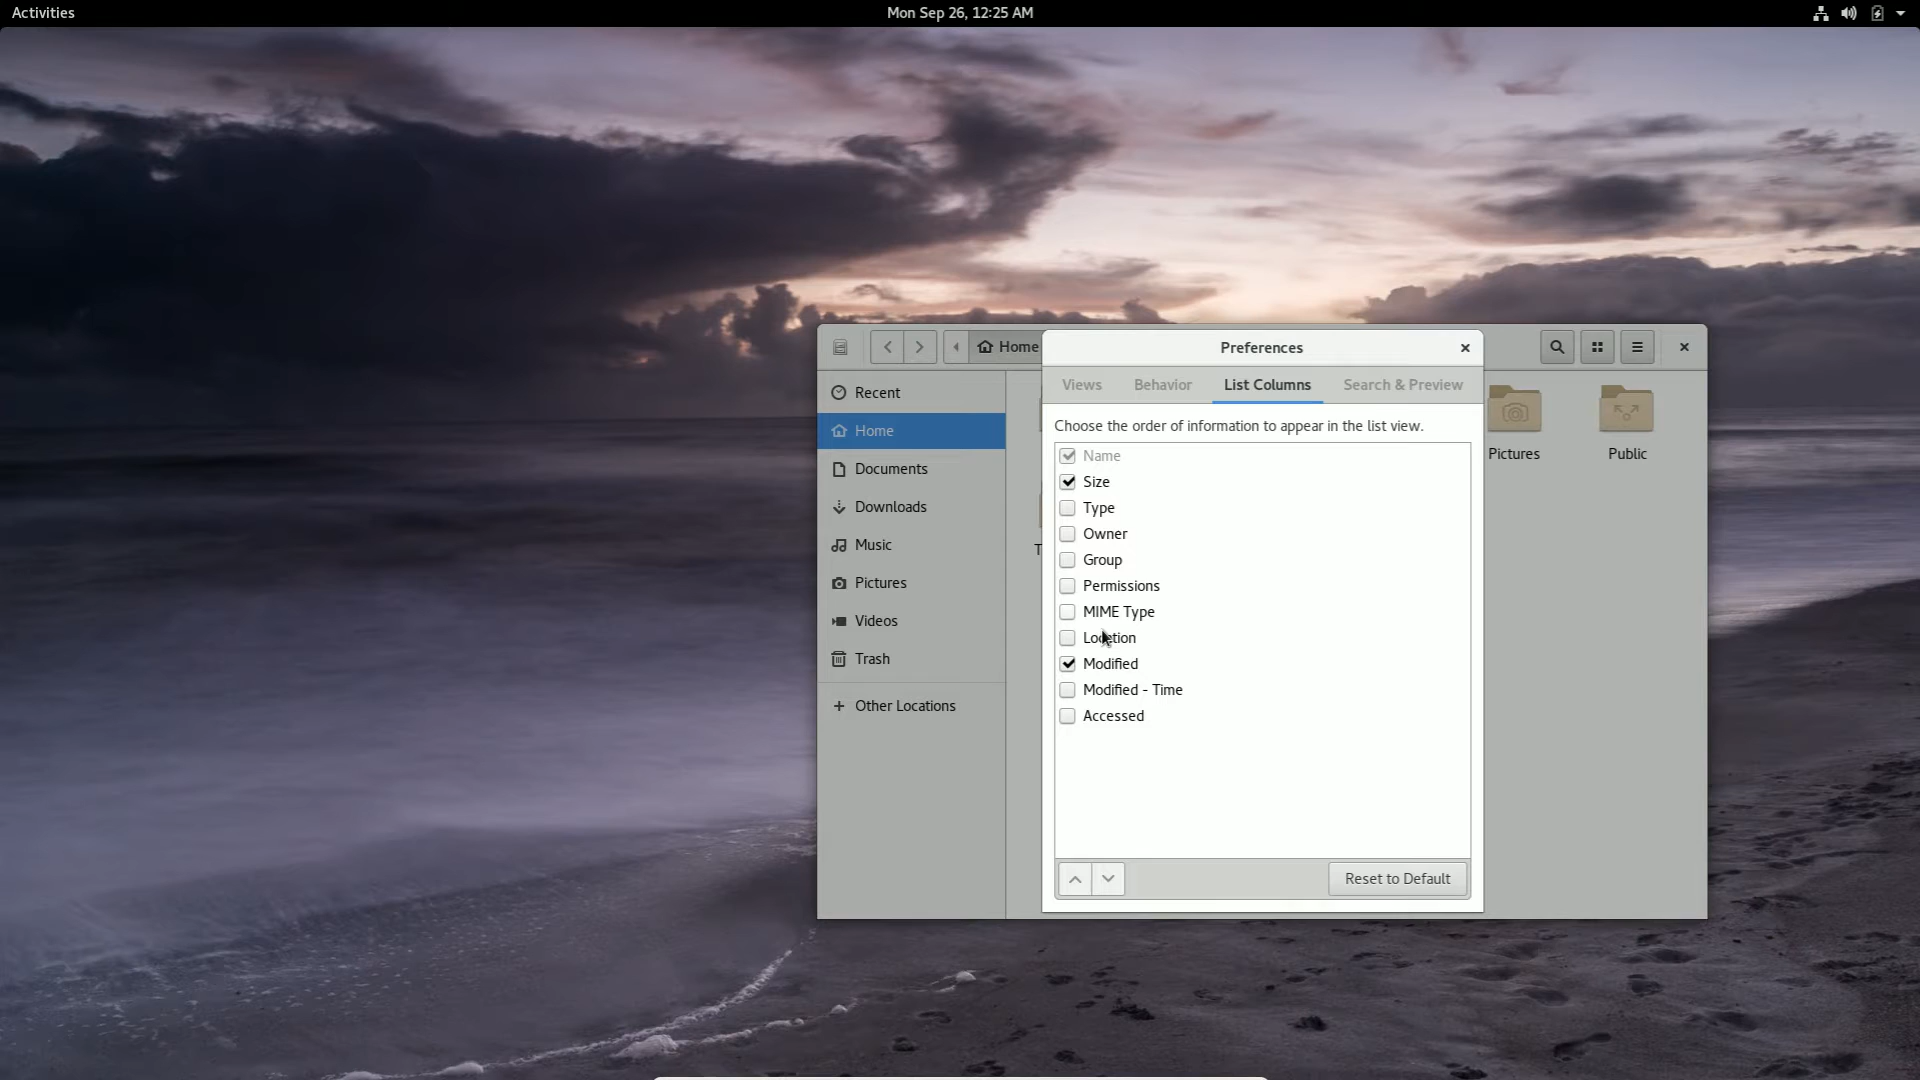 Activities
Mon Sep 26, 12:25 AM
Home
Preferences
Views
Behavior
List Columns
Search & Preview
Recent
Home
Documents
Downloads
Music
Pictures
Videos
Trash
Other Locations
Choose the order of information to appear in the list view.
Name
Size
Type
Owner
Group
Permissions
MIME Type
Location
Modified
Modified - Time
Accessed
Reset to Default
Pictures
Public
T